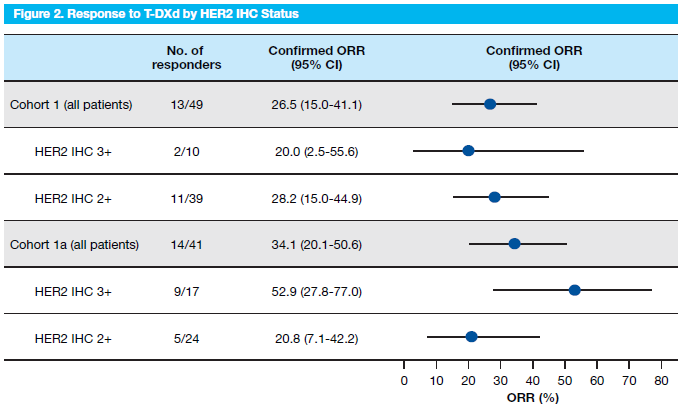 Figure 2. Response to T-DXd by HER2 IHC Status
No. of responders Confirmed ORR (95% CI) Confirmed ORR (95% CI)
Cohort 1 (all patients) 13/49 26.5 (15.0-41.1)
HER2 IHC 3+ 2/10 20.0 (2.5-55.6)
HER2 IHC 2+ 11/39 28.2 (15.0-44.9)
Cohort 1a (all patients) 14/41 34.1 (20.1-50.6)
HER2 IHC 3+ 9/17 52.9 (27.8-77.0)
HER2 IHC 2+ 5/24 20.8 (7.1-42.2)
0 10 20 30 40 50 60 70 80
ORR (%)